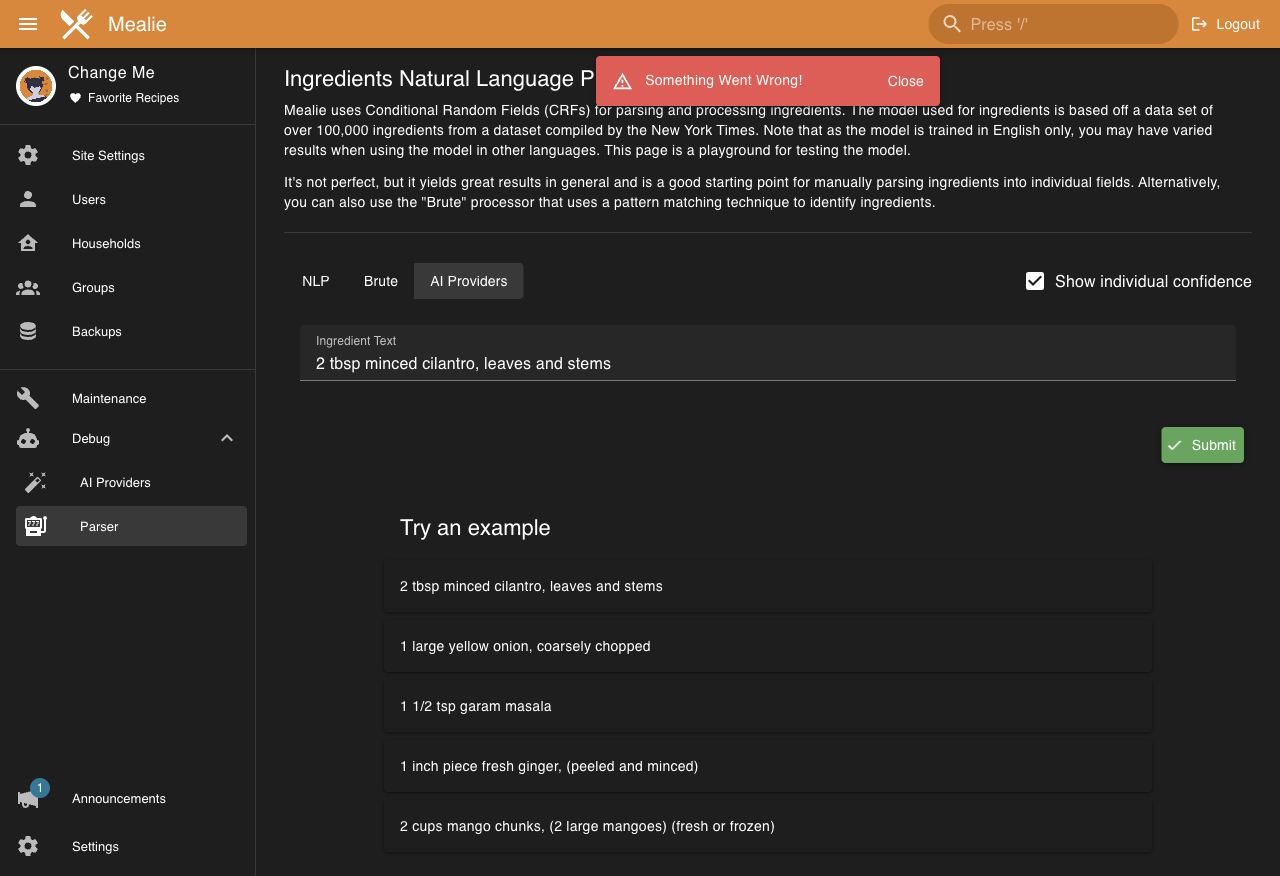 Mealie
Press '/'
Logout
Change Me
Favorite Recipes
Site Settings
Users
Households
Groups
Backups
Maintenance
Debug
AI Providers
Parser
Announcements
1
Settings
Something Went Wrong!
Close
Ingredients Natural Language P
Mealie uses Conditional Random Fields (CRFs) for parsing and processing ingredients. The model used for ingredients is based off a data set of
over 100,000 ingredients from a dataset compiled by the New York Times. Note that as the model is trained in English only, you may have varied
results when using the model in other languages. This page is a playground for testing the model.
It's not perfect, but it yields great results in general and is a good starting point for manually parsing ingredients into individual fields. Alternatively,
you can also use the "Brute" processor that uses a pattern matching technique to identify ingredients.
NLP
Brute
AI Providers
Show individual confidence
Ingredient Text
2 tbsp minced cilantro, leaves and stems
Submit
Try an example
2 tbsp minced cilantro, leaves and stems
1 large yellow onion, coarsely chopped
1 1/2 tsp garam masala
1 inch piece fresh ginger, (peeled and minced)
2 cups mango chunks, (2 large mangoes) (fresh or frozen)